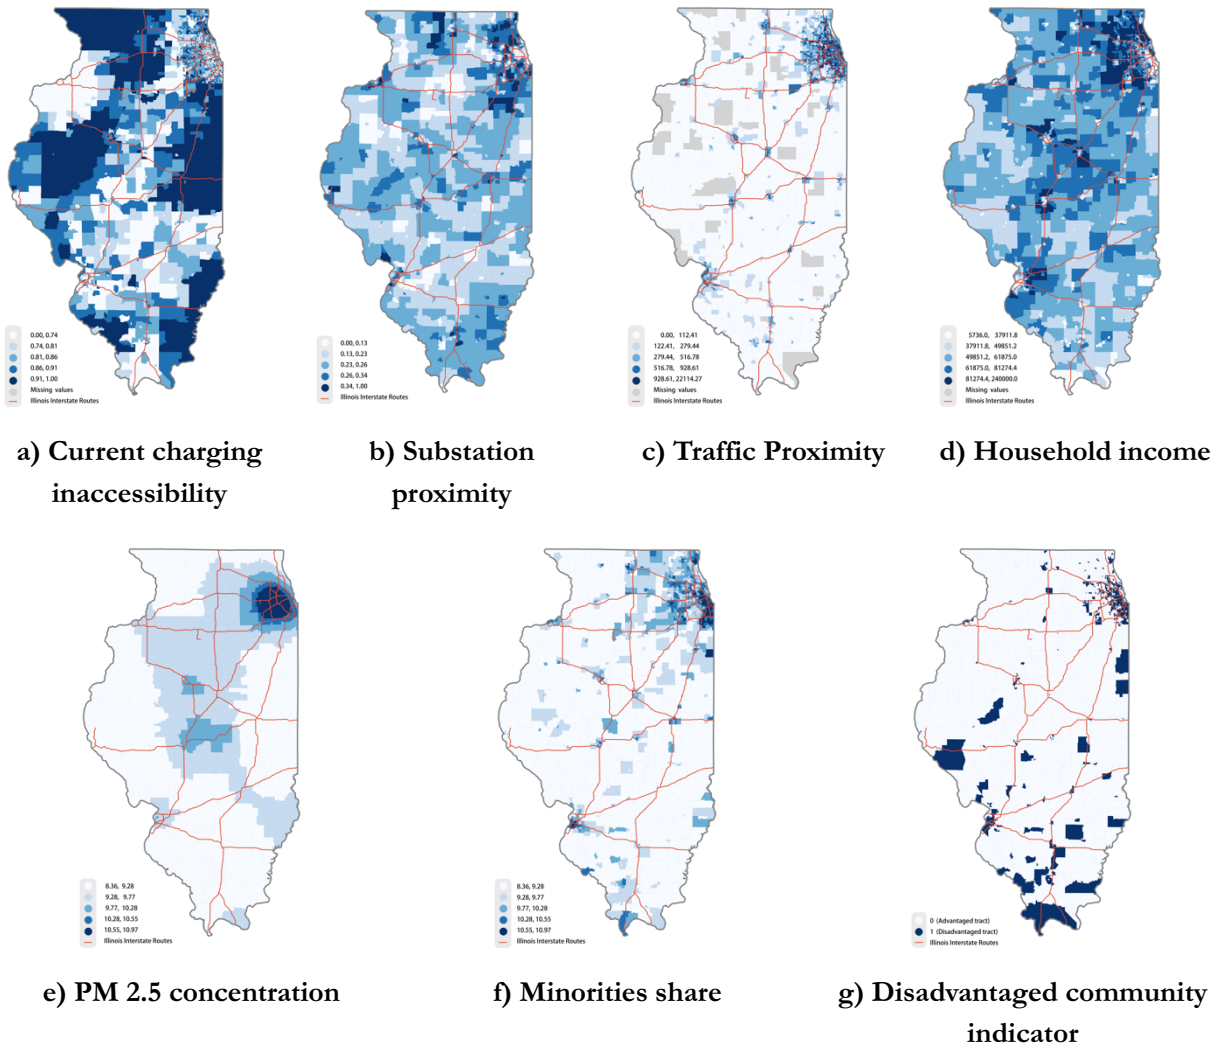 0.00, 0.74
0.74, 0.81
0.81, 0.86
0.86, 0.91
0.91, 1.00
Missing values
Illinois Interstate Routes
0.00, 0.13
0.13, 0.23
0.23, 0.26
0.26, 0.34
0.34, 1.00
Illinois Interstate Routes
0.00, 112.41
122.41, 279.44
279.44, 516.78
516.78, 928.61
928.61, 22114.27
Missing values
Illinois Interstate Routes
5736.0, 37911.8
37911.8, 49851.2
49851.2, 61875.0
61875.0, 81274.4
81274.4, 240000.0
Missing values
Illinois Interstate Routes
a) Current charging
inaccessibility
b) Substation
proximity
c) Traffic Proximity
d) Household income
8.36, 9.28
9.28, 9.77
9.77, 10.28
10.28, 10.55
10.55, 10.97
Illinois Interstate Routes
8.36, 9.28
9.28, 9.77
9.77, 10.28
10.28, 10.55
10.55, 10.97
Illinois Interstate Routes
0 (Advantaged tract)
1 (Disadvantaged tract)
Illinois Interstate Routes
e) PM 2.5 concentration
f) Minorities share
g) Disadvantaged community
indicator